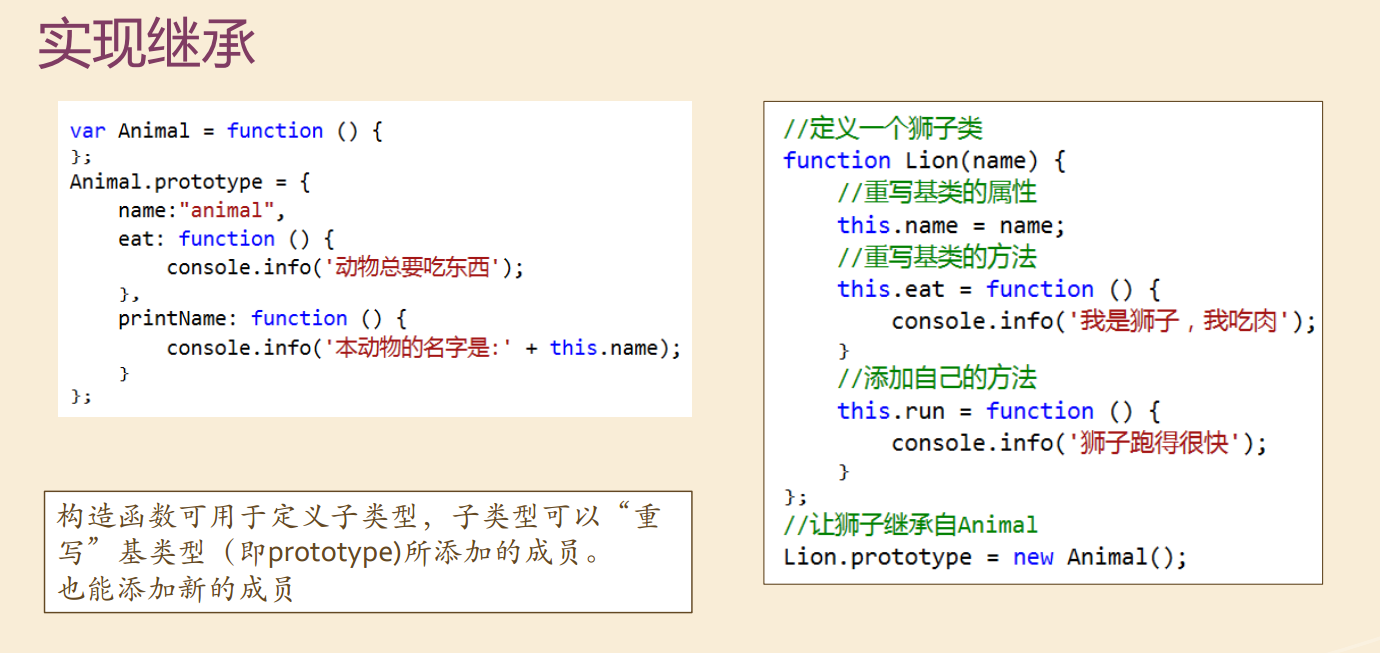 实现继承
var Animal = function () {
};
Animal.prototype = {
    name:"animal",
    eat: function () {
        console.info('动物总要吃东西');
    },
    printName: function () {
        console.info('本动物的名字是:' + this.name);
    }
};
构造函数可用于定义子类型，子类型可以“重
写”基类型（即prototype)所添加的成员。
也能添加新的成员
//定义一个狮子类
function Lion(name) {
    //重写基类的属性
    this.name = name;
    //重写基类的方法
    this.eat = function () {
        console.info('我是狮子，我吃肉');
    }
    //添加自己的方法
    this.run = function () {
        console.info('狮子跑得很快');
    }
};
//让狮子继承自Animal
Lion.prototype = new Animal();